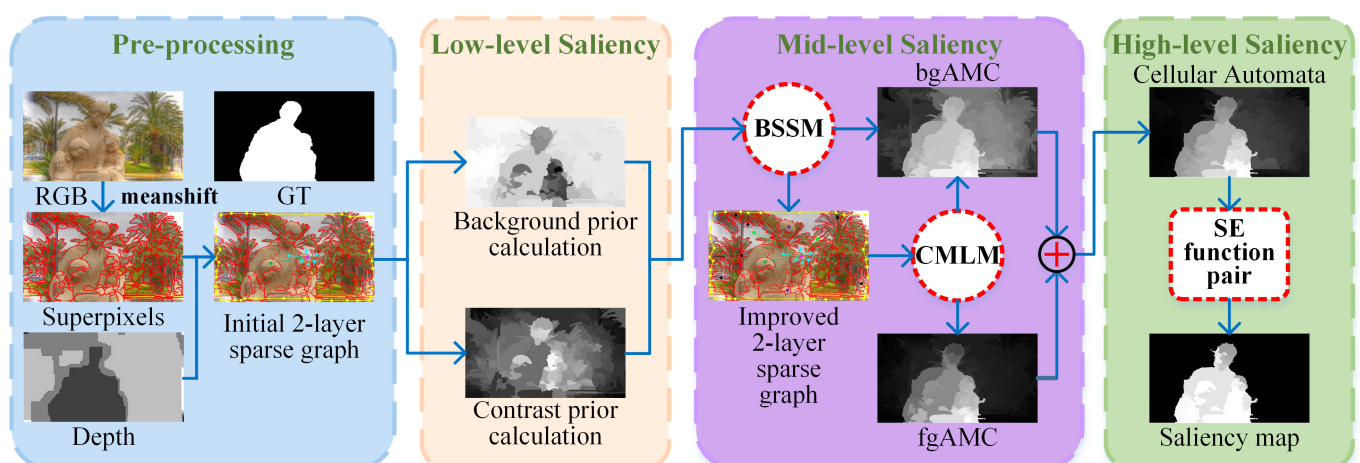 Pre-processing
RGB
meanshift
GT
Superpixels
Initial 2-layer
sparse graph
Depth
Low-level Saliency
Background prior
calculation
Contrast prior
calculation
Mid-level Saliency
bgAMC
BSSM
CMLM
Improved
2-layer
sparse
graph
fgAMC
High-level Saliency
Cellular Automata
SE
function
pair
Saliency map